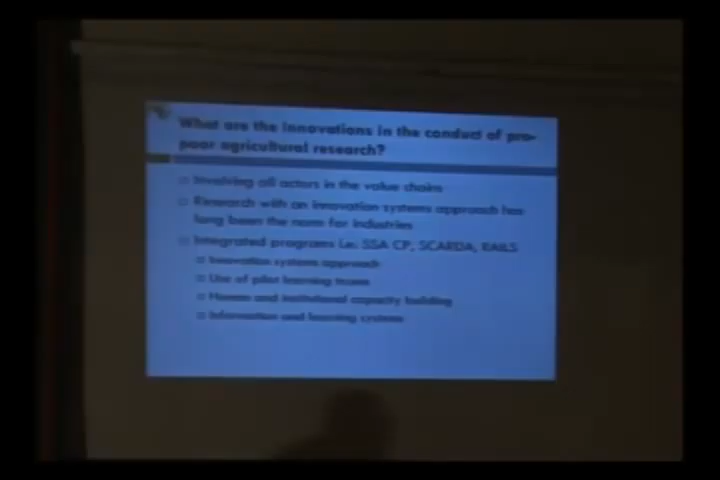 What are the innovations in the conduct of pro-
poor agricultural research?
Involving all actors in the value chains
Research with an innovation systems approach has
long been the norm for industries
Integrated programs i.e. SSA CP, SCARDA, RAILS
Innovation systems approach
Use of pilot learning teams
Human and institutional capacity building
Information and learning systems